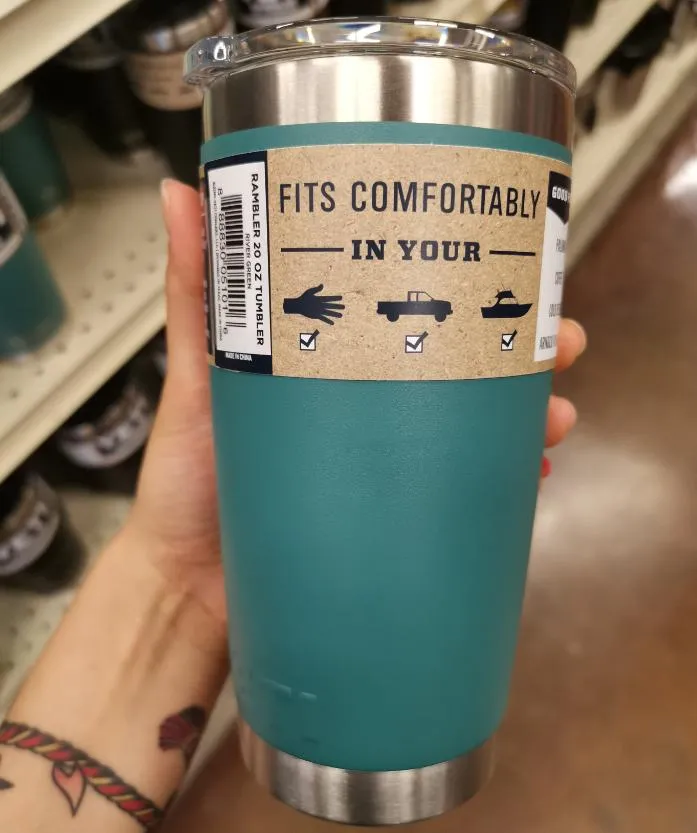 FITS COMFORTABLY
IN YOUR
RAMBLER 20 OZ TUMBLER
RIVER GREEN
MADE IN CHINA